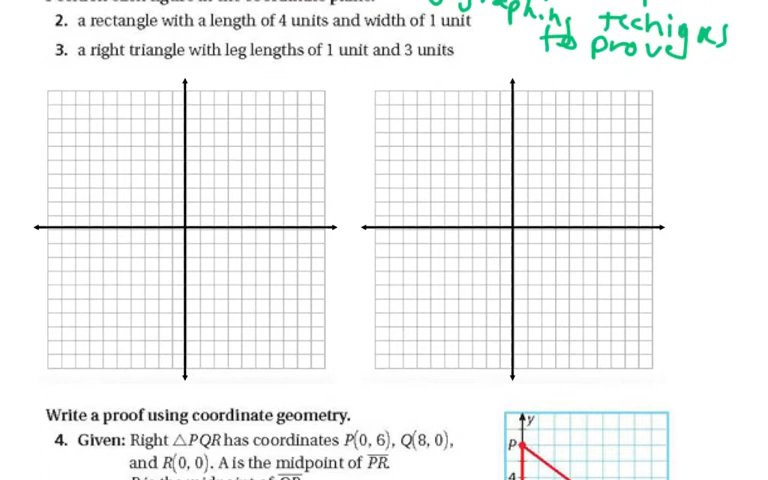 2. a rectangle with a length of 4 units and width of 1 unit
techiqes
to prove
3. a right triangle with leg lengths of 1 unit and 3 units
Write a proof using coordinate geometry.
4. Given: Right △PQR has coordinates P(0, 6), Q(8, 0),
and R(0, 0). A is the midpoint of PR
y
P
4